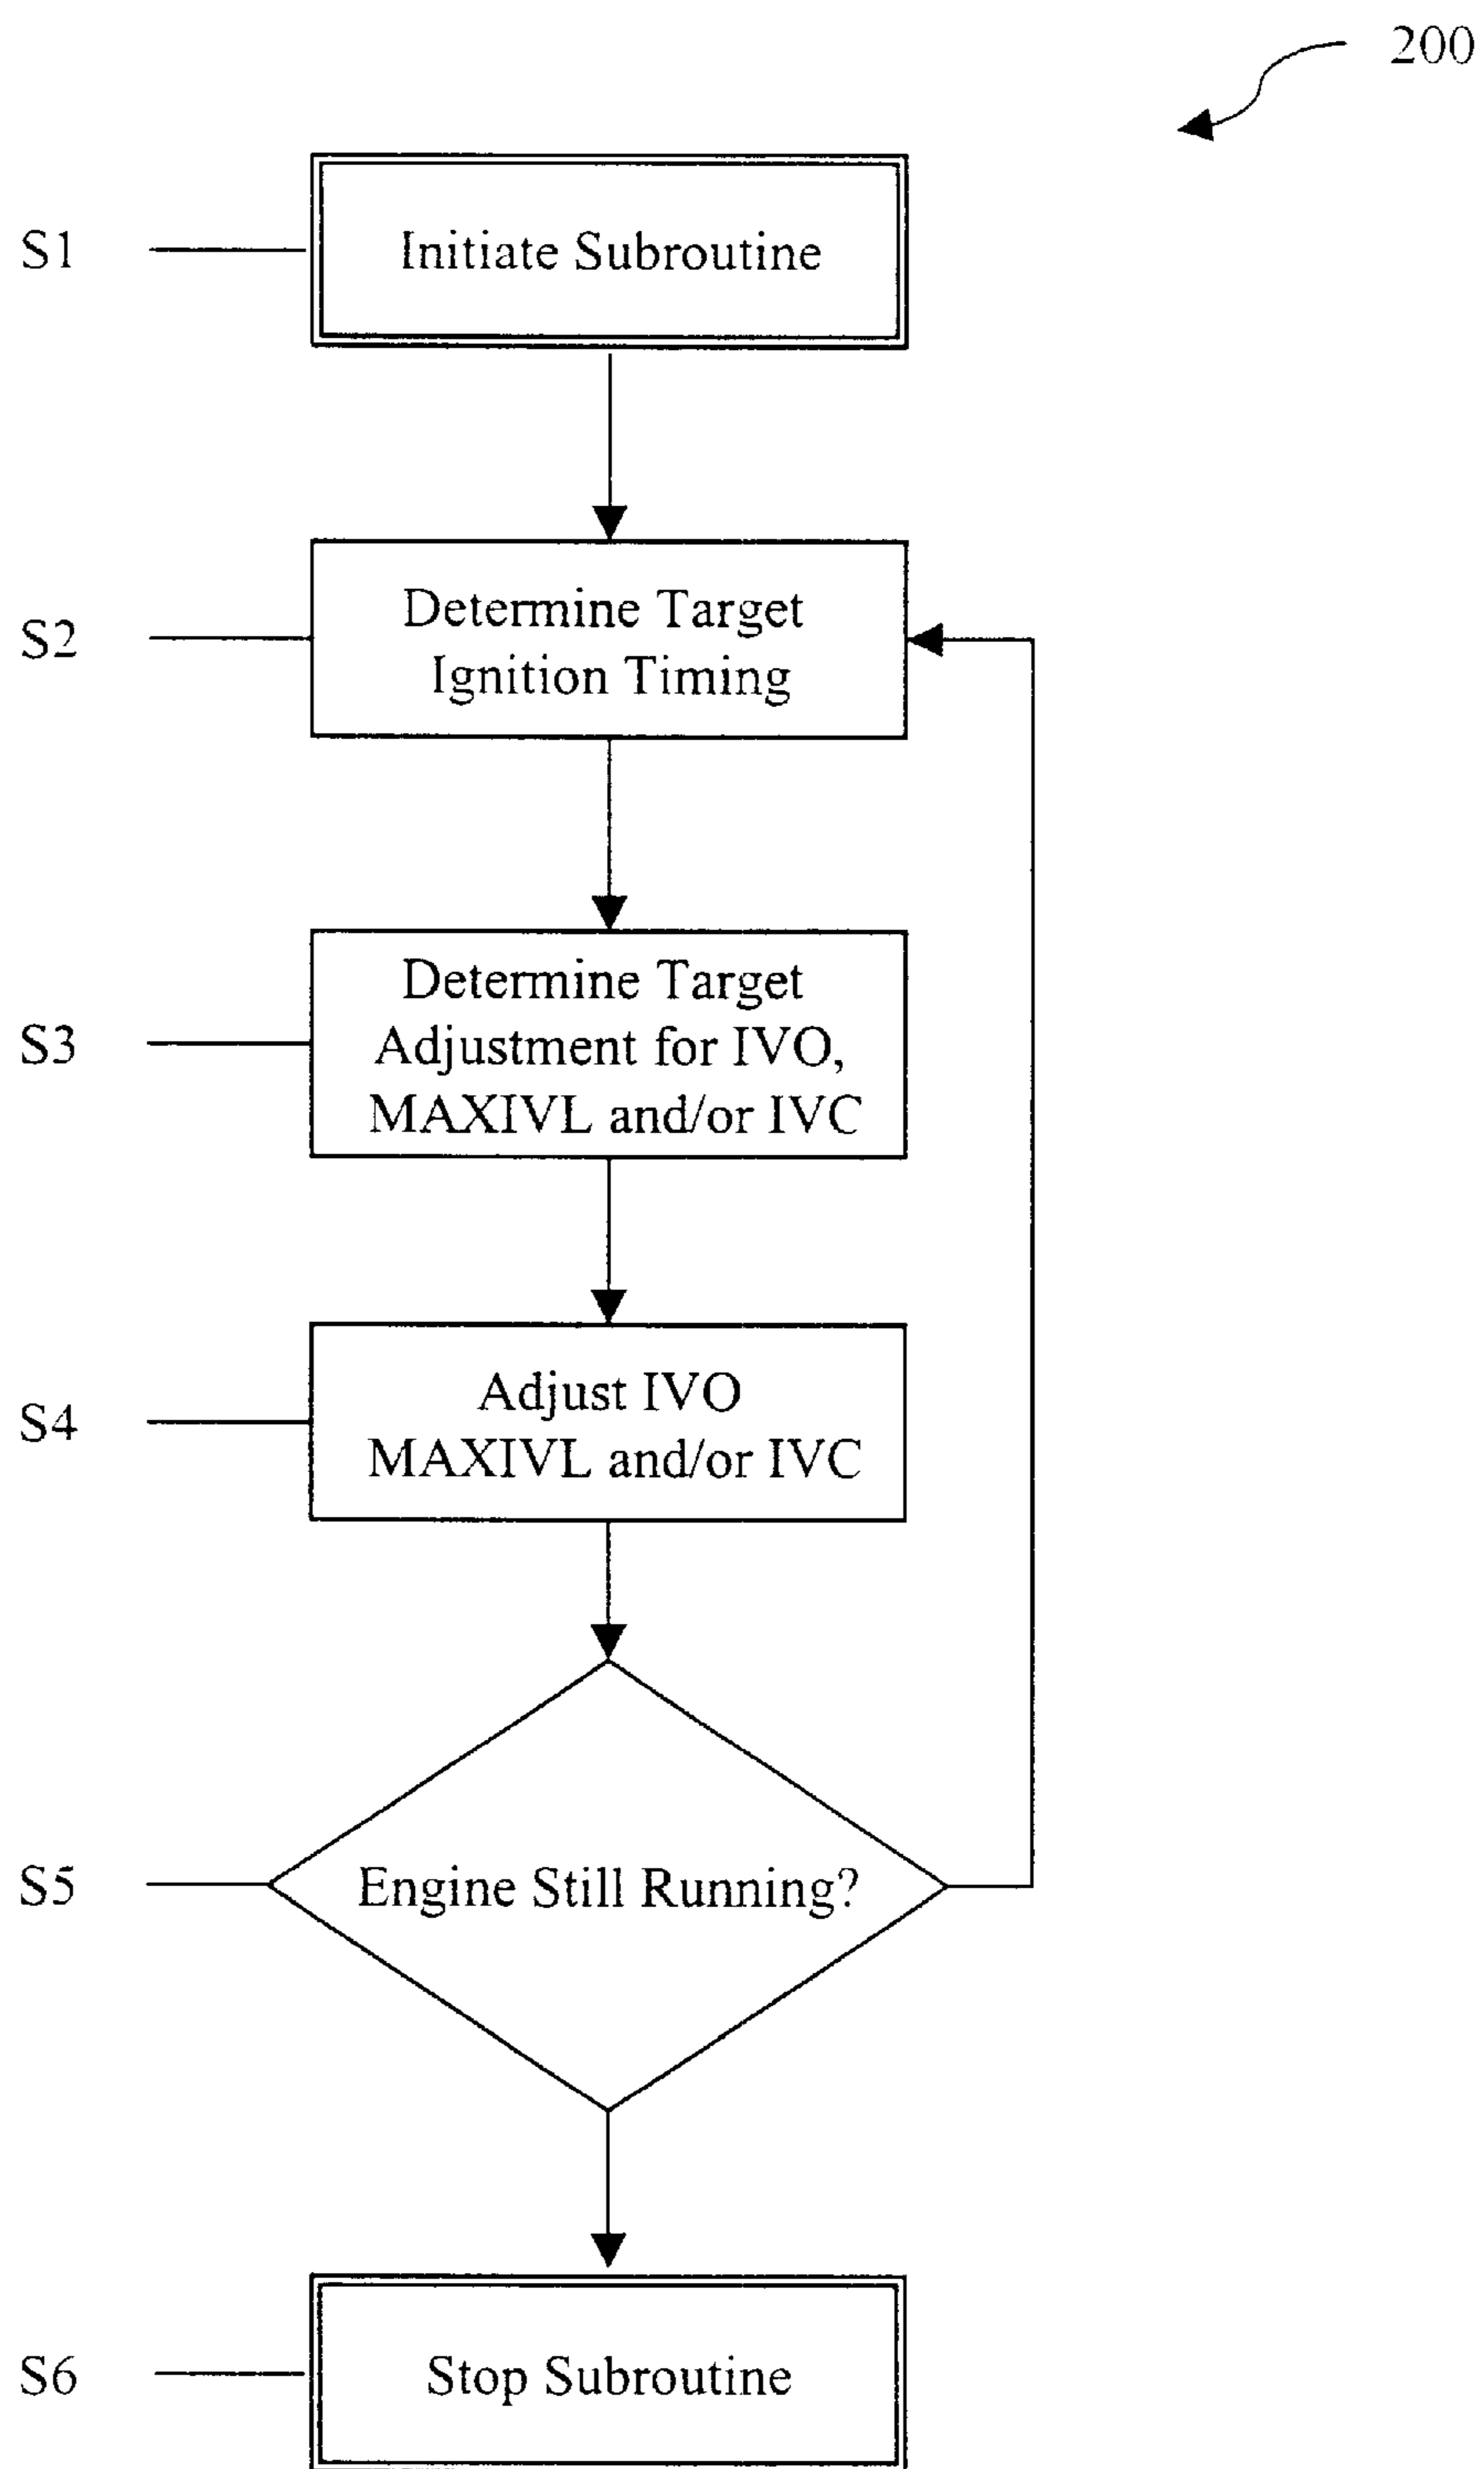 200
S1
Initiate Subroutine
S2
Determine Target
Ignition Timing
S3
Determine Target
Adjustment for IVO,
MAXIVL and/or IVC
S4
Adjust IVO
MAXIVL and/or IVC
S5
Engine Still Running?
S6
Stop Subroutine